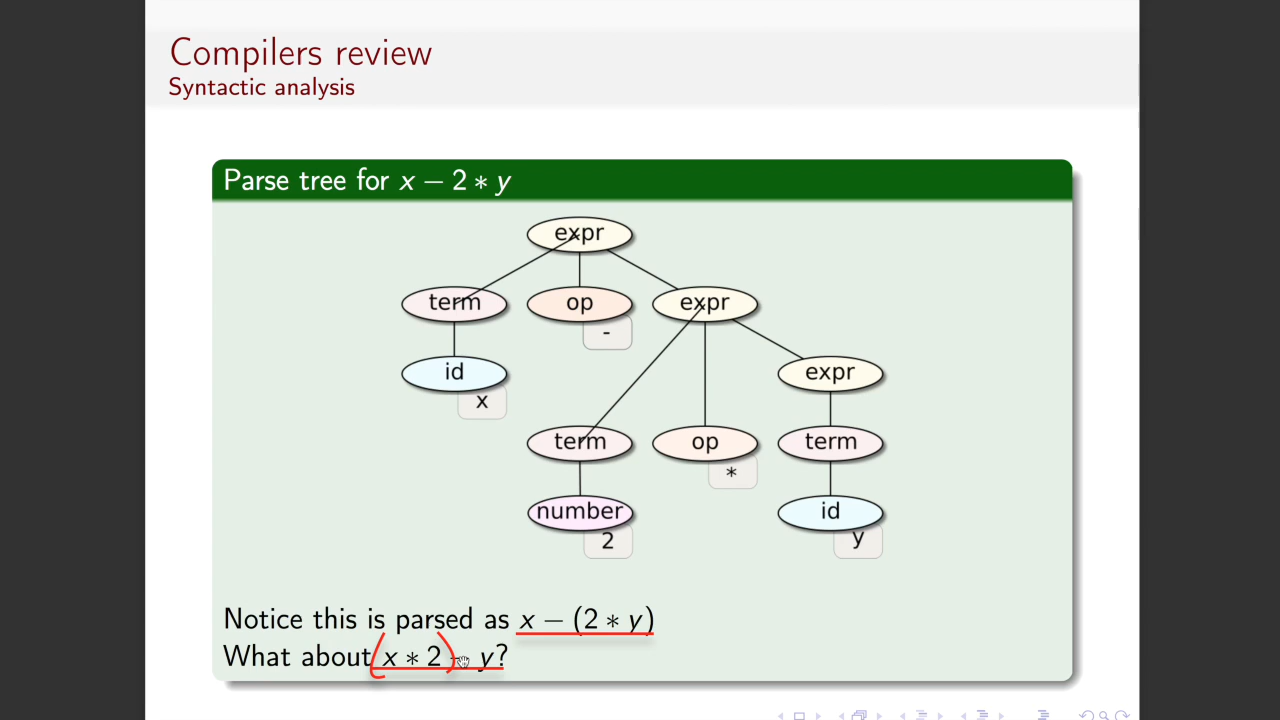 Compilers review
Syntactic analysis
Parse tree for x − 2 ∗ y
expr
term op expr
-
id expr
x
term op term
*
number id
2 y
Notice this is parsed as x − (2 ∗ y)
What about (x ∗ 2) - y?